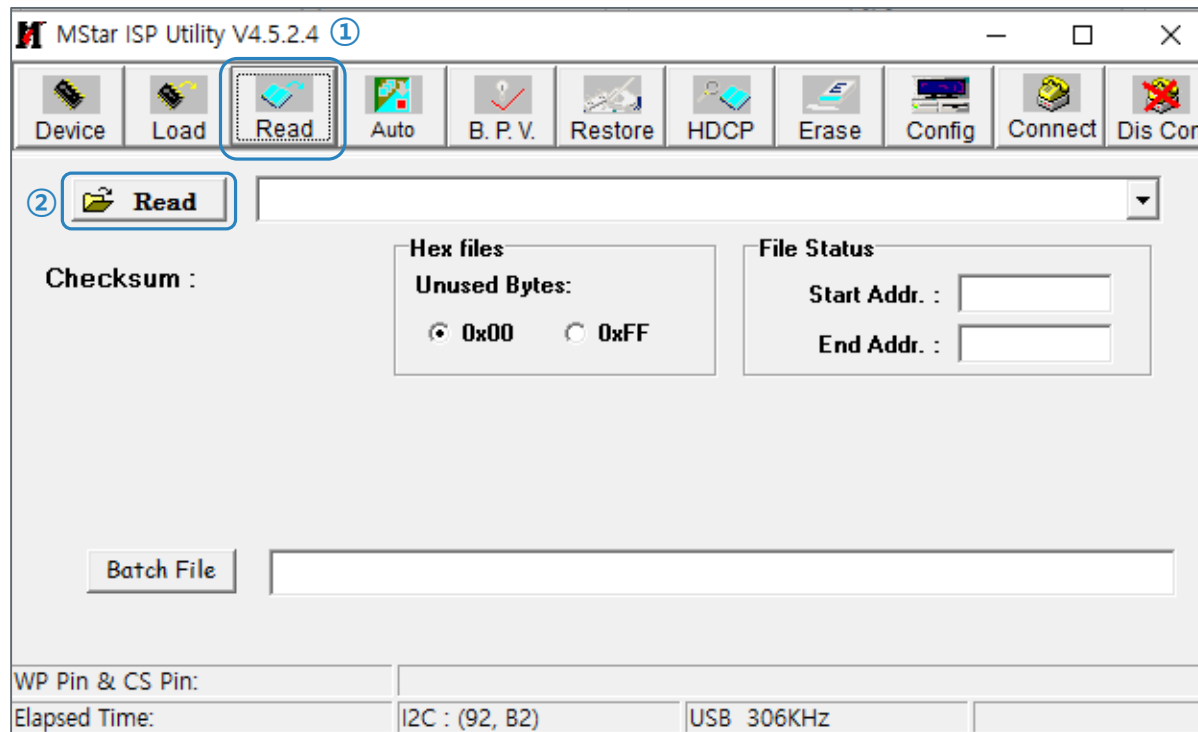 MStar ISP Utility V4.5.2.4 ①
Device Load Read Auto B. P. V. Restore HDCP Erase Config Connect Dis Con
② Read
Checksum :
Hex files
Unused Bytes:
0x00 0xFF
File Status
Start Addr. :
End Addr. :
Batch File
WP Pin & CS Pin:
Elapsed Time: I2C : (92, B2) USB 306KHz